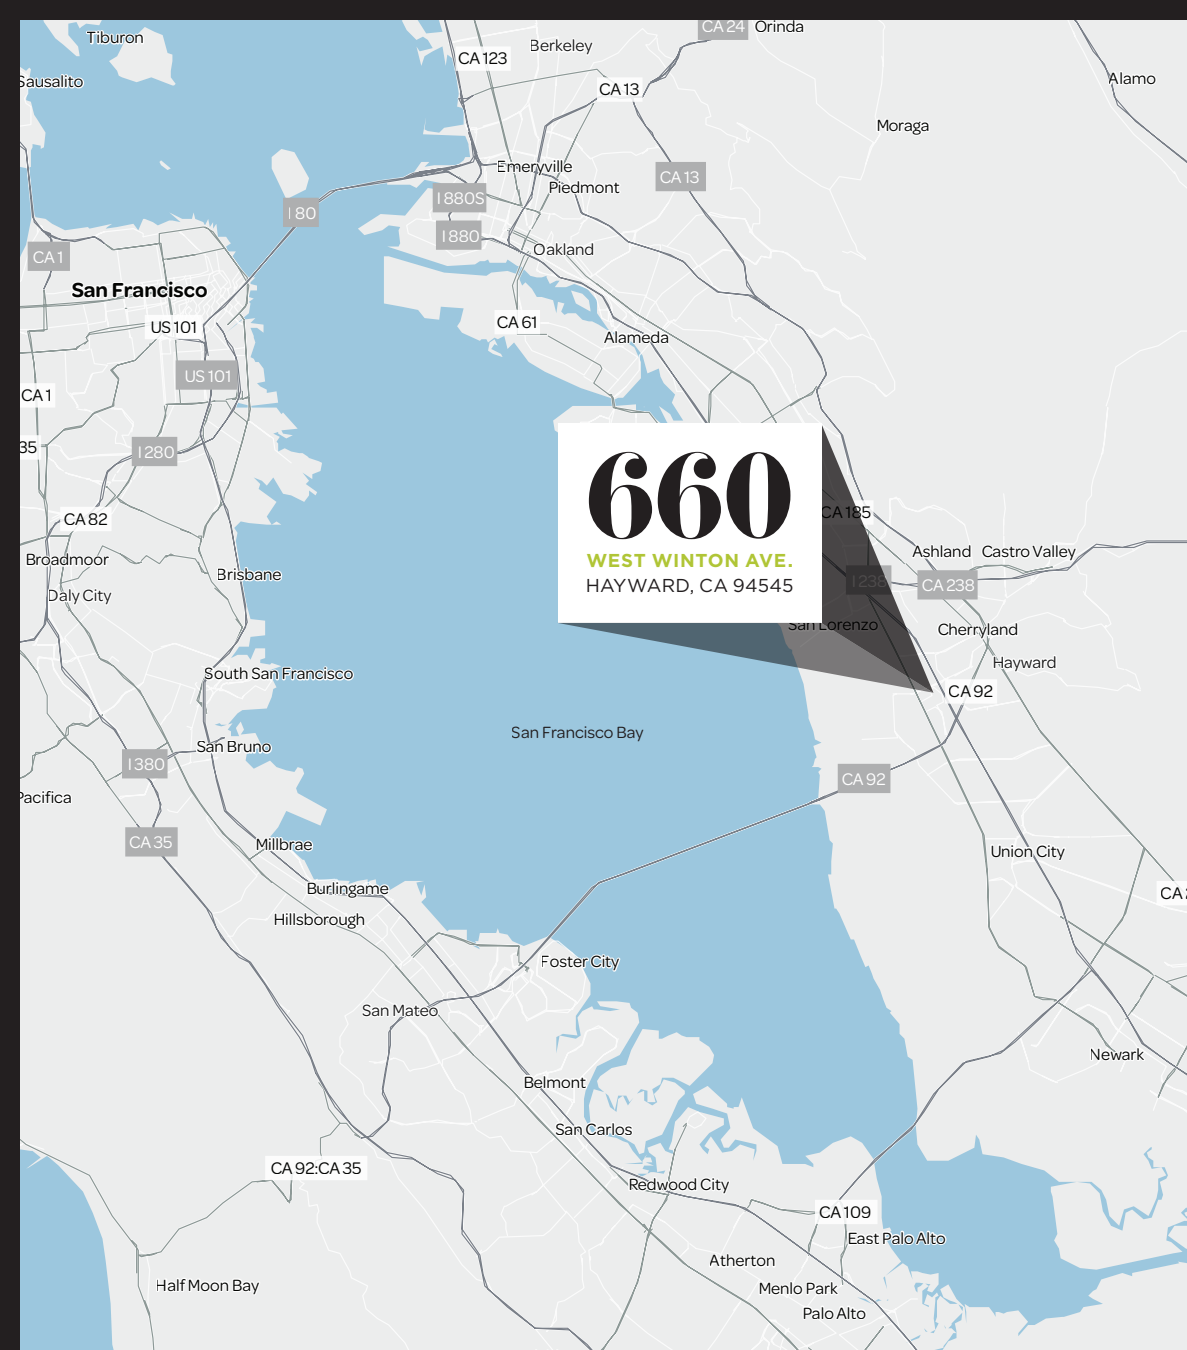 CA 24
Orinda
Tiburon
Berkeley
CA 123
Alamo
Sausalito
CA 13
Moraga
Emeryville
CA 13
Piedmont
I 880S
I 80
I 880
Oakland
CA 1
San Francisco
CA 61
US 101
Alameda
US 101
CA 1
35
I 280
660
CA 185
CA 82
WEST WINTON AVE.
Ashland
Castro Valley
Broadmoor
Brisbane
I 238
CA 238
HAYWARD, CA 94545
Daly City
San Lorenzo
Cherryland
Hayward
South San Francisco
CA 92
San Francisco Bay
San Bruno
I 380
CA 92
Pacifica
CA 35
Millbrae
Union City
Burlingame
CA
Hillsborough
Foster City
San Mateo
Newark
Belmont
San Carlos
CA 92:CA 35
Redwood City
CA 109
East Palo Alto
Atherton
Half Moon Bay
Menlo Park
Palo Alto